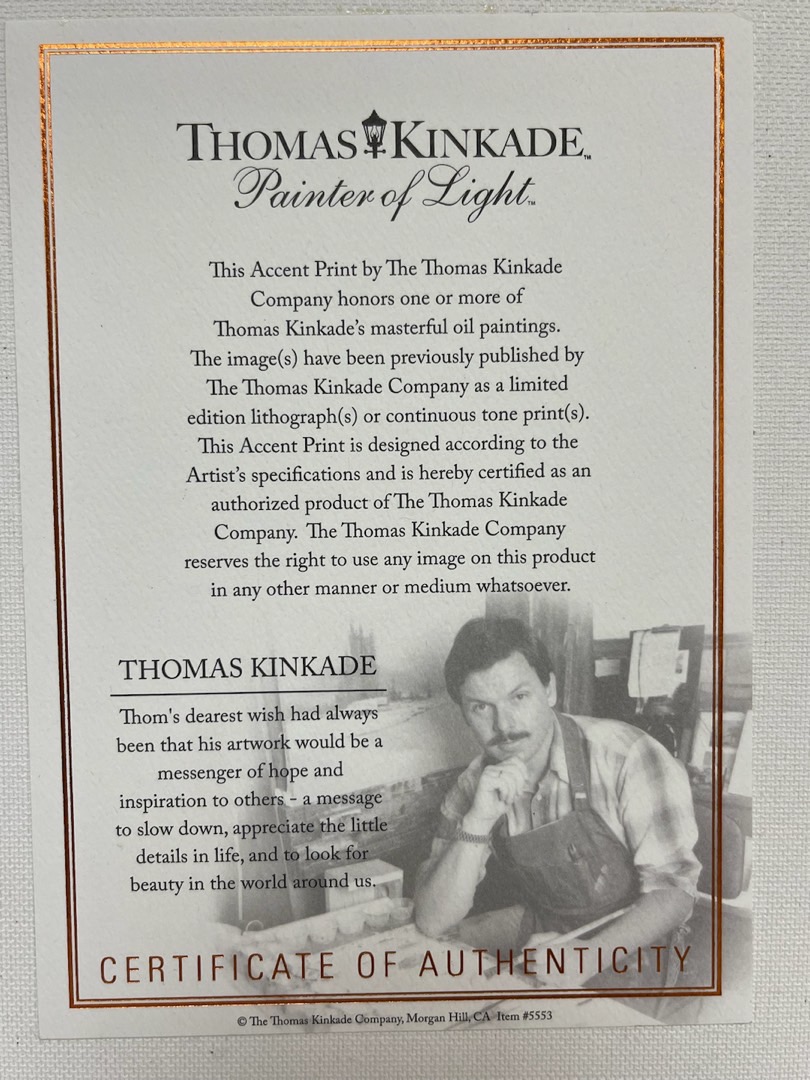 THOMAS KINKADE™
Painter of Light™
This Accent Print by The Thomas Kinkade
Company honors one or more of
Thomas Kinkade's masterful oil paintings.
The image(s) have been previously published by
The Thomas Kinkade Company as a limited
edition lithograph(s) or continuous tone print(s).
This Accent Print is designed according to the
Artist's specifications and is hereby certified as an
authorized product of The Thomas Kinkade
Company. The Thomas Kinkade Company
reserves the right to use any image on this product
in any other manner or medium whatsoever.
THOMAS KINKADE
Thom's dearest wish had always
been that his artwork would be a
messenger of hope and
inspiration to others - a message
to slow down, appreciate the little
details in life, and to look for
beauty in the world around us.
CERTIFICATE OF AUTHENTICITY
© The Thomas Kinkade Company, Morgan Hill, CA Item #5553